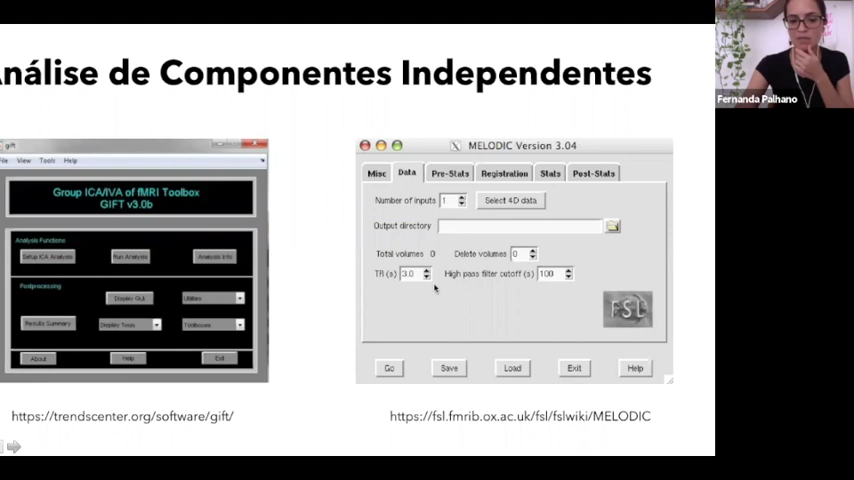 nálise de Componentes Independentes
Fernanda Palhano
gift
File View Tools Help
Group ICA/IVA of fMRI Toolbox
GIFT v3.0b
Analysis Functions
Setup ICA Analysis Run Analysis Analysis Info
Postprocessing
Display GUI Utilities
Results Summary Display Tools Toolboxes
About Help Exit
MELODIC Version 3.04
Misc Data Pre-Stats Registration Stats Post-Stats
Number of inputs 1 Select 4D data
Output directory
Total volumes 0 Delete volumes 0
TR (s) 3.0 High pass filter cutoff (s) 100
FSL
Go Save Load Exit Help
https://trendscenter.org/software/gift/
https://fsl.fmrib.ox.ac.uk/fsl/fslwiki/MELODIC